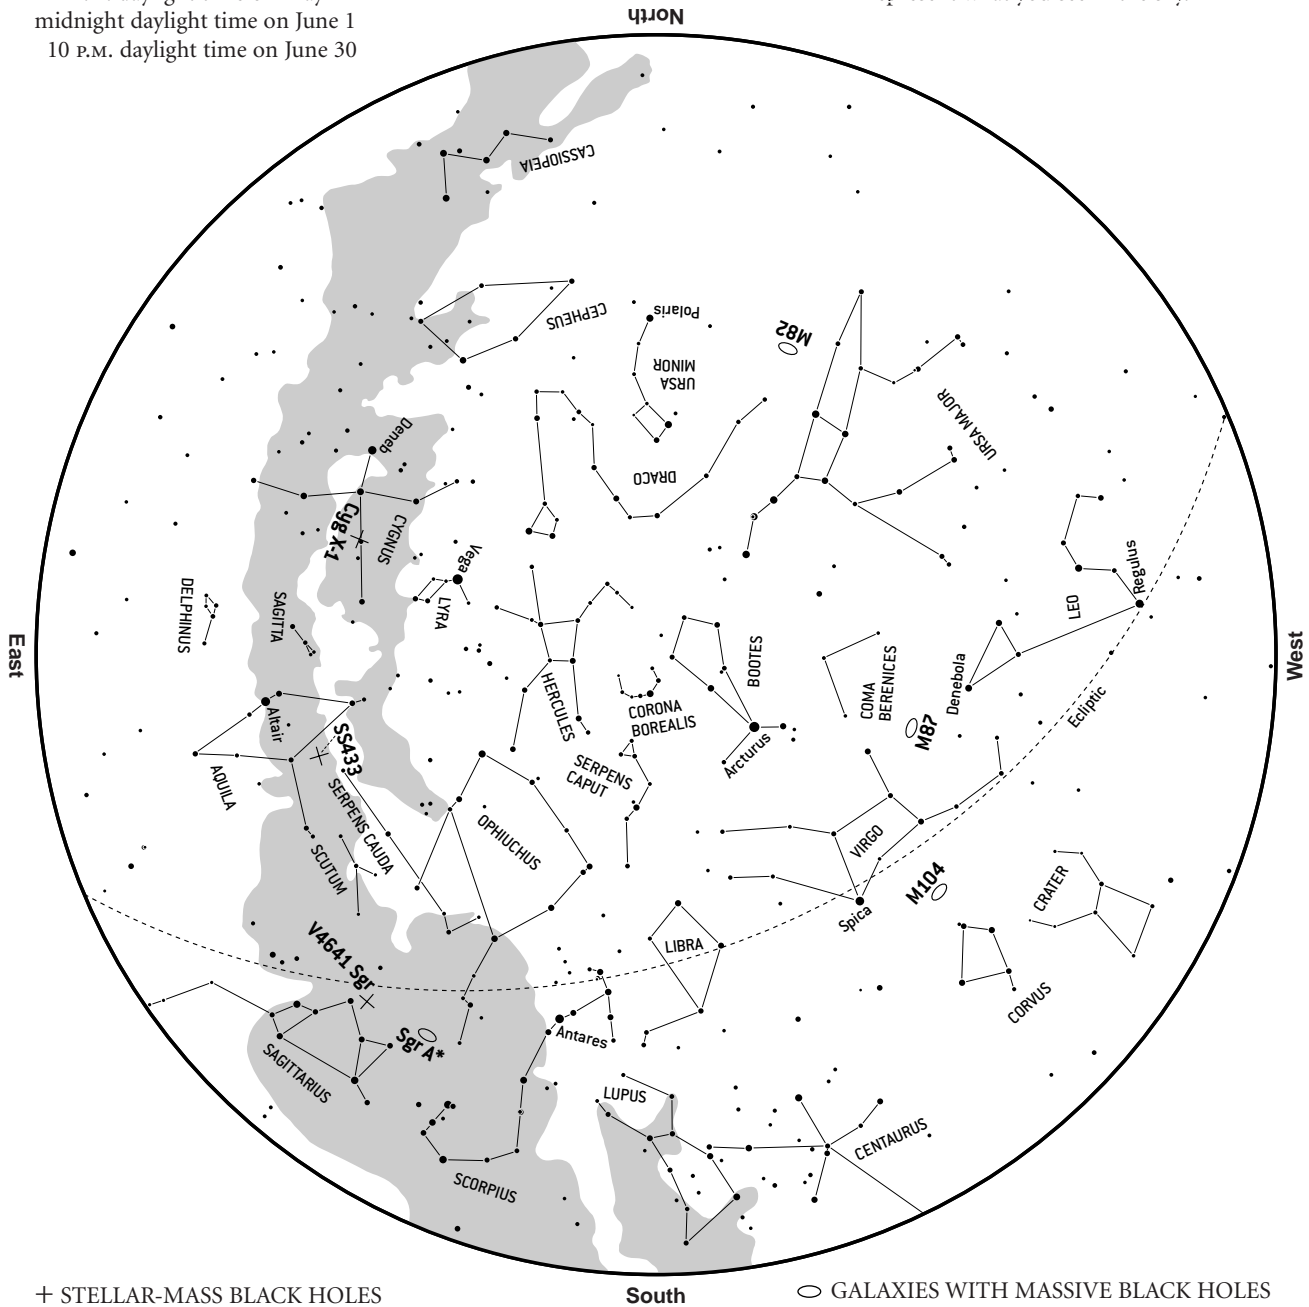 midnight daylight time on June 1
10 P.M. daylight time on June 30
North
CASSIOPEIA
CEPHEUS
Polaris
URSA
MINOR
M82
URSA MAJOR
DRACO
Deneb
CYGNUS
Cyg X-1
Vega
LYRA
DELPHINUS
SAGITTA
HERCULES
CORONA
BOREALIS
BOOTES
Arcturus
COMA
BERENICES
M87
Denebola
LEO
Regulus
Ecliptic
East
West
Altair
AQUILA
SS433
SERPENS CAUDA
SCUTUM
OPHIUCHUS
SERPENS
CAPUT
VIRGO
Spica
M104
CRATER
CORVUS
LIBRA
V4641 Sgr
Sgr A*
SAGITTARIUS
Antares
SCORPIUS
LUPUS
CENTAURUS
+ STELLAR-MASS BLACK HOLES
South
GALAXIES WITH MASSIVE BLACK HOLES